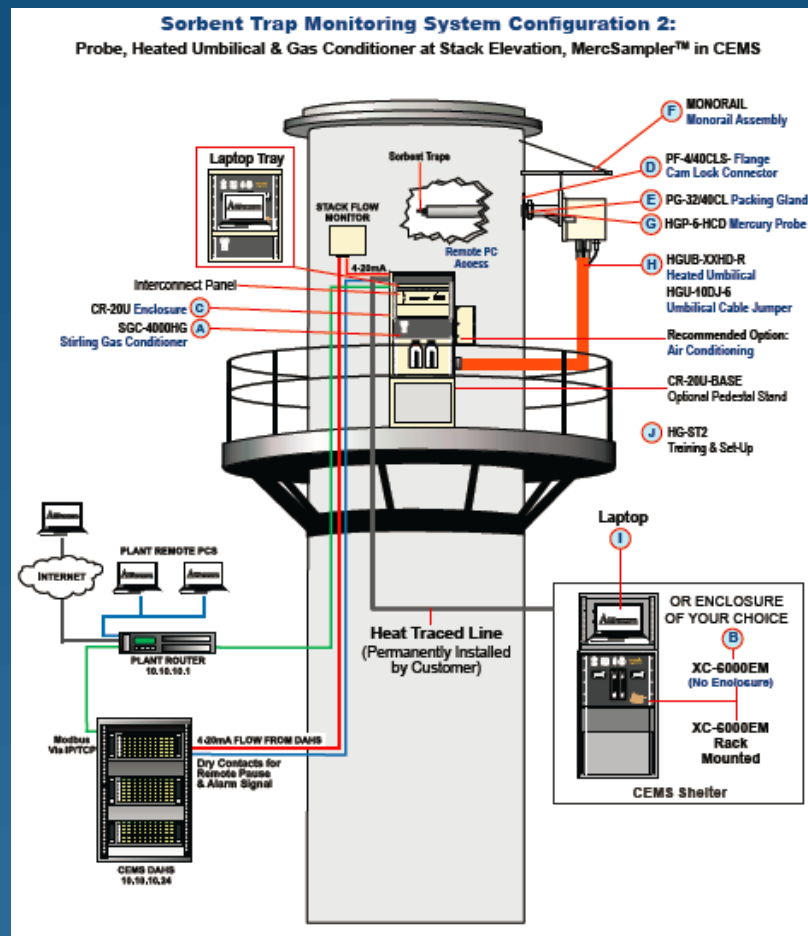 Sorbent Trap Monitoring System Configuration 2:
Probe, Heated Umbilical & Gas Conditioner at Stack Elevation, MercSampler™ in CEMS
F MONORAIL
Monorail Assembly
Laptop Tray
Sorbent Traps
D PF-4/40CLS- Flange
Cam Lock Connector
STACK FLOW
MONITOR
E PG-32/40CL Packing Gland
G HGP-6-HCD Mercury Probe
Remote PC
Access
4-20mA
H HGUB-XXHD-R
Heated Umbilical
HGU-10DJ-6
Umbilical Cable Jumper
Interconnect Panel
CR-20U Enclosure C
SGC-4000HG A
Stirling Gas Conditioner
Recommended Option:
Air Conditioning
CR-20U-BASE
Optional Pedestal Stand
J HG-ST2
Training & Set-Up
Laptop
I
PLANT REMOTE PCS
INTERNET
OR ENCLOSURE
OF YOUR CHOICE
B
Heat Traced Line
(Permanently Installed
by Customer)
PLANT ROUTER
10.10.10.1
XC-6000EM
(No Enclosure)
XC-6000EM
Rack
Mounted
CEMS Shelter
Modbus
Via IP/TCP
4-20mA FLOW FROM DAHS
Dry Contacts for
Remote Pause
& Alarm Signal
CEMS DAHS
10.10.10.24